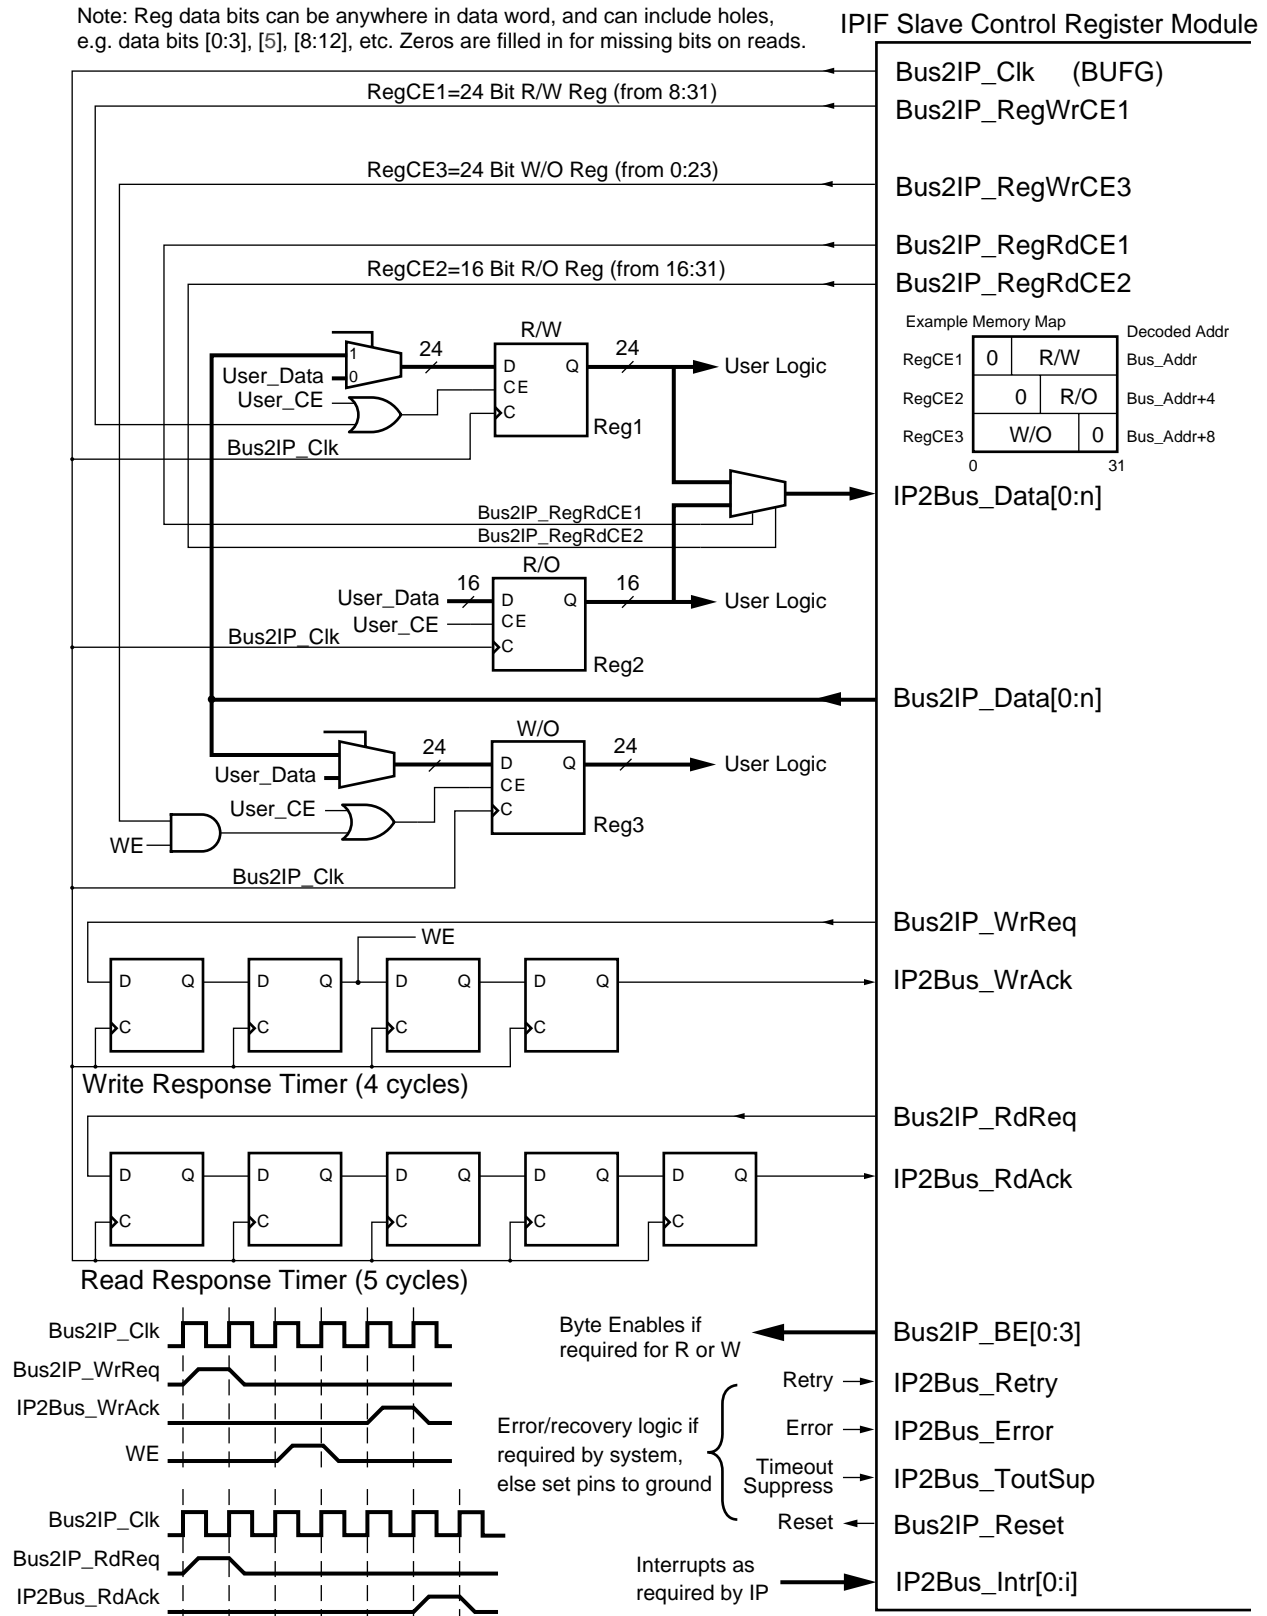 Note: Reg data bits can be anywhere in data word, and can include holes,
e.g. data bits [0:3], [5], [8:12], etc. Zeros are filled in for missing bits on reads.
IPIF Slave Control Register Module
Bus2IP_Clk (BUFG)
RegCE1=24 Bit R/W Reg (from 8:31)
Bus2IP_RegWrCE1
RegCE3=24 Bit W/O Reg (from 0:23)
Bus2IP_RegWrCE3
Bus2IP_RegRdCE1
RegCE2=16 Bit R/O Reg (from 16:31)
Bus2IP_RegRdCE2
Example Memory Map
Decoded Addr
RegCE1 0 R/W Bus_Addr
RegCE2 0 R/O Bus_Addr+4
RegCE3 W/O 0 Bus_Addr+8
0 31
R/W
1
24
24
User_Data
0
D Q
User Logic
User_CE
CE
C
Reg1
Bus2IP_Clk
IP2Bus_Data[0:n]
Bus2IP_RegRdCE1
Bus2IP_RegRdCE2
R/O
16
16
User_Data
D Q
User Logic
User_CE
CE
Bus2IP_Clk
C
Reg2
Bus2IP_Data[0:n]
W/O
24
24
User_Data
D Q
User Logic
User_CE
CE
C
Reg3
WE
Bus2IP_Clk
Bus2IP_WrReq
WE
D Q D Q D Q D Q
IP2Bus_WrAck
C C C C
Write Response Timer (4 cycles)
Bus2IP_RdReq
D Q D Q D Q D Q D Q
IP2Bus_RdAck
C C C C C
Read Response Timer (5 cycles)
Bus2IP_Clk
Bus2IP_WrReq
IP2Bus_WrAck
WE
Bus2IP_Clk
Bus2IP_RdReq
IP2Bus_RdAck
Byte Enables if
required for R or W
Bus2IP_BE[0:3]
Error/recovery logic if
required by system,
else set pins to ground
Retry
IP2Bus_Retry
Error
IP2Bus_Error
Timeout
Suppress
IP2Bus_ToutSup
Reset
Bus2IP_Reset
Interrupts as
required by IP
IP2Bus_Intr[0:i]